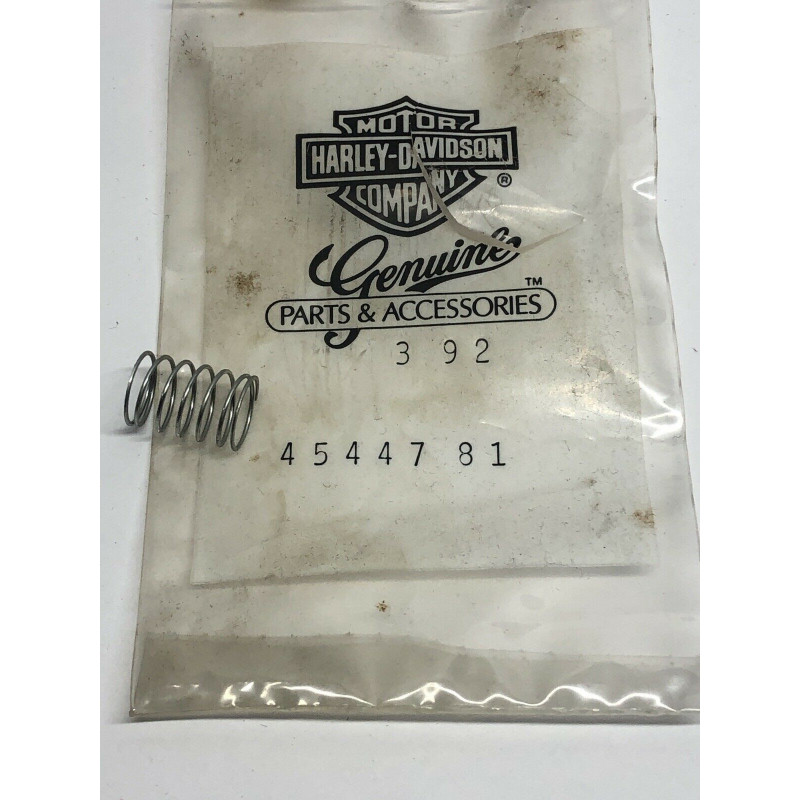 MOTOR
HARLEY-DAVIDSON
COMPANY
®
Genuine
TM
PARTS & ACCESSORIES
3 92
45447 81